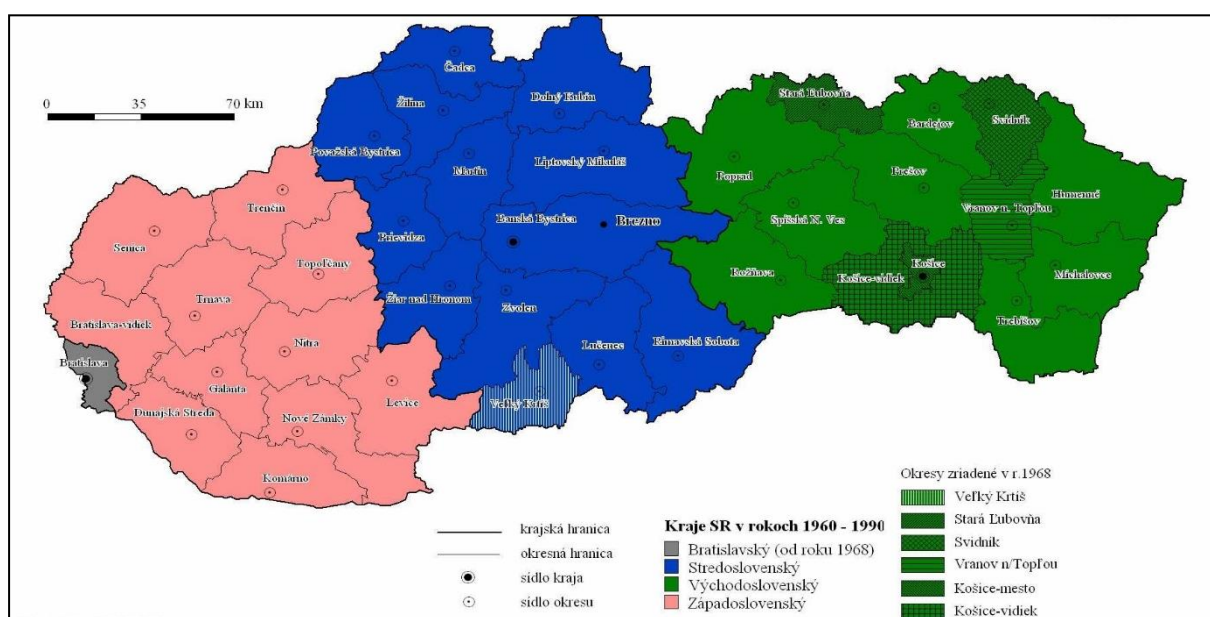 0 35 70 km
Čadca
Žilina
Dolný Kubín
Považská Bystrica
Martin
Liptovský Mikuláš
Stará Ľubovňa
Bardejov
Svidník
Poprad
Prešov
Humenné
Trenčín
Banská Bystrica
Brezno
Spišská N. Ves
Vranov n. Topľou
Senica
Prievidza
Topoľčany
Rožňava
Košice-vidiek
Košice
Michalovce
Trnava
Žiar nad Hronom
Zvolen
Trebišov
Bratislava-vidiek
Nitra
Lučenec
Rimavská Sobota
Bratislava
Galanta
Levice
Veľký Krtíš
Dunajská Streda
Nové Zámky
Komárno
krajská hranica
okresná hranica
sídlo kraja
sídlo okresu
Kraje SR v rokoch 1960 - 1990
Bratislavský (od roku 1968)
Stredoslovenský
Východoslovenský
Západoslovenský
Okresy zriadené v r.1968
Veľký Krtíš
Stará Ľubovňa
Svidník
Vranov n/Topľou
Košice-mesto
Košice-vidiek